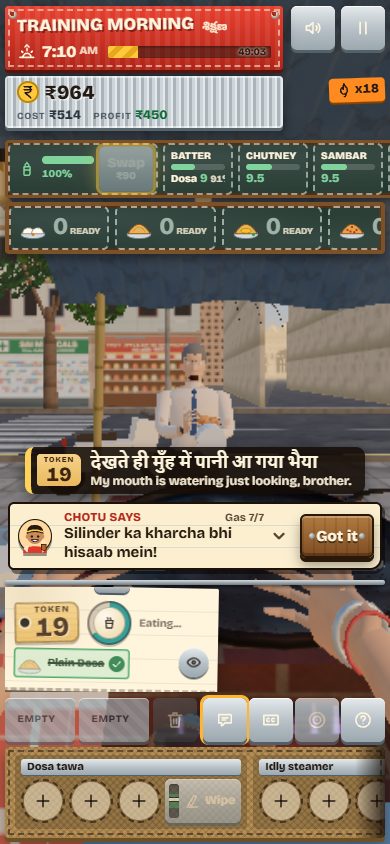 TRAINING MORNING శిక్షణ
7:10 AM 49:03
₹ ₹964
COST ₹514 PROFIT ₹450
x18
100%
Swap
₹90
BATTER
Dosa 9
CHUTNEY
9.5
SAMBAR
9.5
0 READY
0 READY
0 READY
TOKEN
19
देखते ही मुँह में पानी आ गया भैया
My mouth is watering just looking, brother.
CHOTU SAYS Gas 7/7
Silinder ka kharcha bhi
hisaab mein!
Got it
TOKEN
19
Eating...
Plain Dosa
EMPTY
EMPTY
CC
?
Dosa tawa
Idly steamer
Wipe